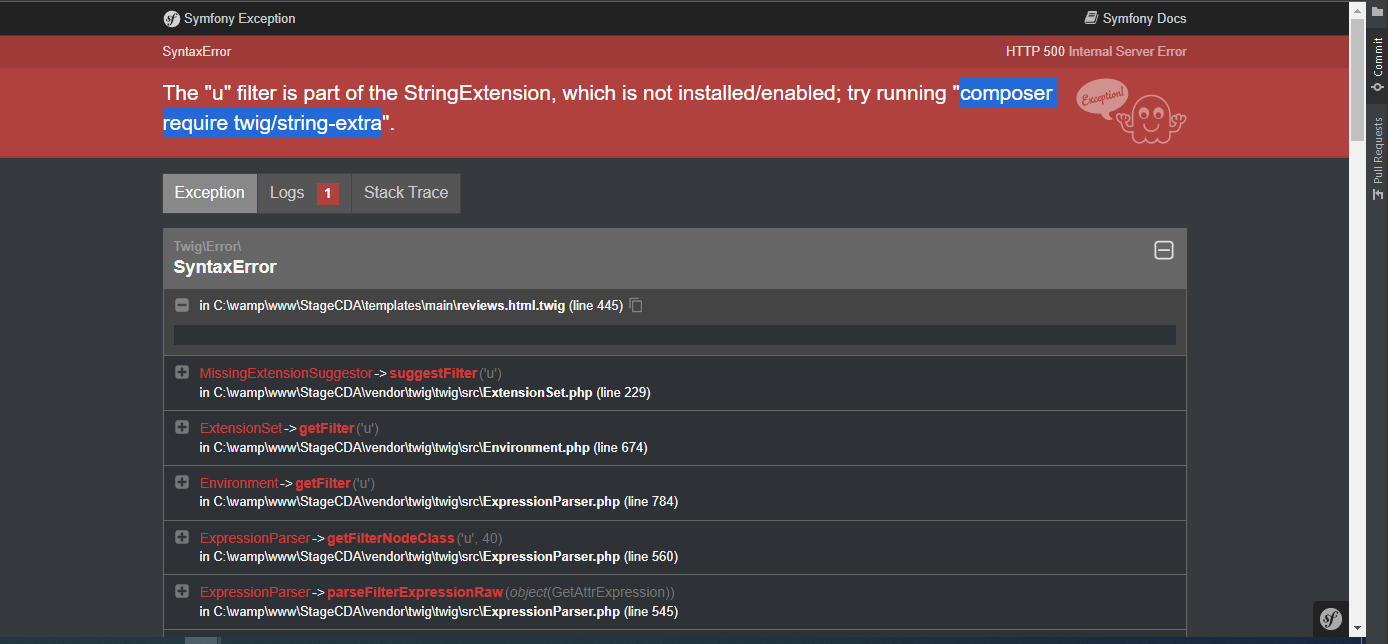 Symfony Exception
Symfony Docs
SyntaxError
HTTP 500 Internal Server Error
The "u" filter is part of the StringExtension, which is not installed/enabled; try running "composer
require twig/string-extra".
Exception!
Exception
Logs 1
Stack Trace
Twig\Error\
SyntaxError
in C:\wamp\www\StageCDA\templates\main\reviews.html.twig (line 445)
MissingExtensionSuggestor->suggestFilter('u')
in C:\wamp\www\StageCDA\vendor\twig\twig\src\ExtensionSet.php (line 229)
ExtensionSet->getFilter('u')
in C:\wamp\www\StageCDA\vendor\twig\twig\src\Environment.php (line 674)
Environment->getFilter('u')
in C:\wamp\www\StageCDA\vendor\twig\twig\src\ExpressionParser.php (line 784)
ExpressionParser->getFilterNodeClass('u', 40)
in C:\wamp\www\StageCDA\vendor\twig\twig\src\ExpressionParser.php (line 560)
ExpressionParser->parseFilterExpressionRaw(object(GetAttrExpression))
in C:\wamp\www\StageCDA\vendor\twig\twig\src\ExpressionParser.php (line 545)
Commit
Pull Requests